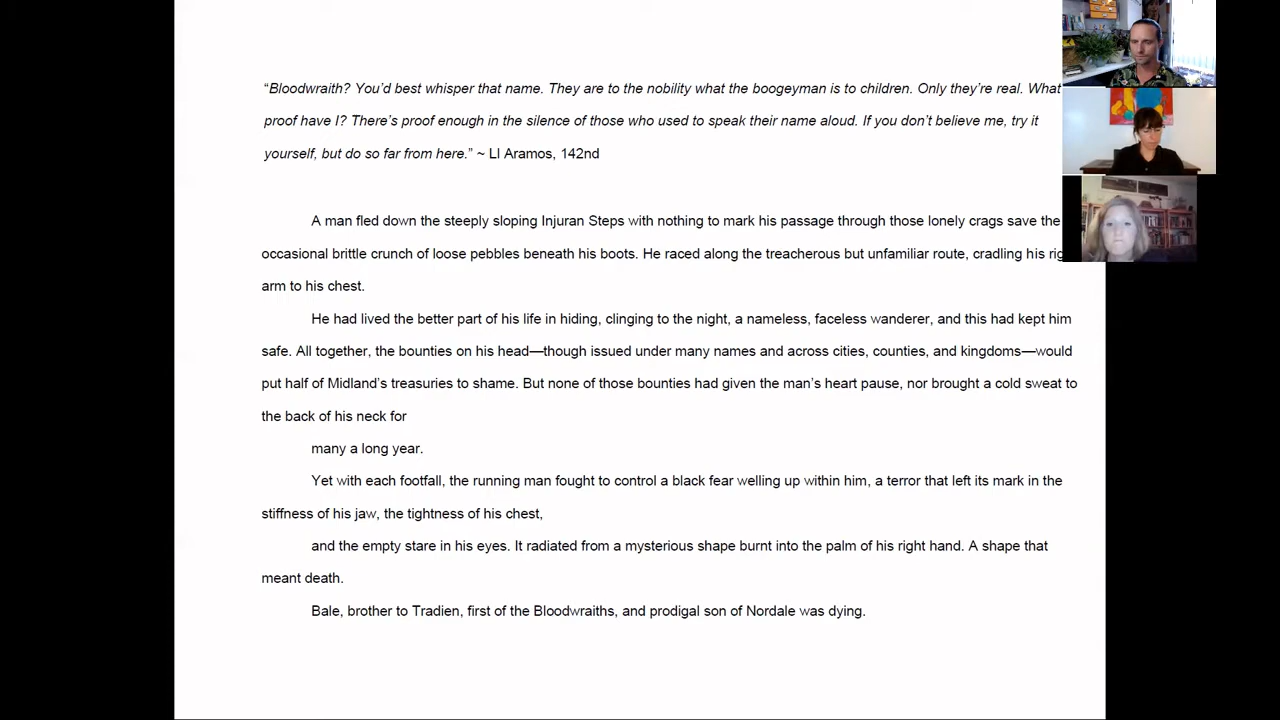 “Bloodwraith? You’d best whisper that name. They are to the nobility what the boogeyman is to children. Only they’re real. What
proof have I? There’s proof enough in the silence of those who used to speak their name aloud. If you don’t believe me, try it
yourself, but do so far from here.” ~ LI Aramos, 142nd
A man fled down the steeply sloping Injuran Steps with nothing to mark his passage through those lonely crags save the
occasional brittle crunch of loose pebbles beneath his boots. He raced along the treacherous but unfamiliar route, cradling his
arm to his chest.
He had lived the better part of his life in hiding, clinging to the night, a nameless, faceless wanderer, and this had kept him
safe. All together, the bounties on his head—though issued under many names and across cities, counties, and kingdoms—would
put half of Midland’s treasuries to shame. But none of those bounties had given the man’s heart pause, nor brought a cold sweat to
the back of his neck for
many a long year.
Yet with each footfall, the running man fought to control a black fear welling up within him, a terror that left its mark in the
stiffness of his jaw, the tightness of his chest,
and the empty stare in his eyes. It radiated from a mysterious shape burnt into the palm of his right hand. A shape that
meant death.
Bale, brother to Tradien, first of the Bloodwraiths, and prodigal son of Nordale was dying.